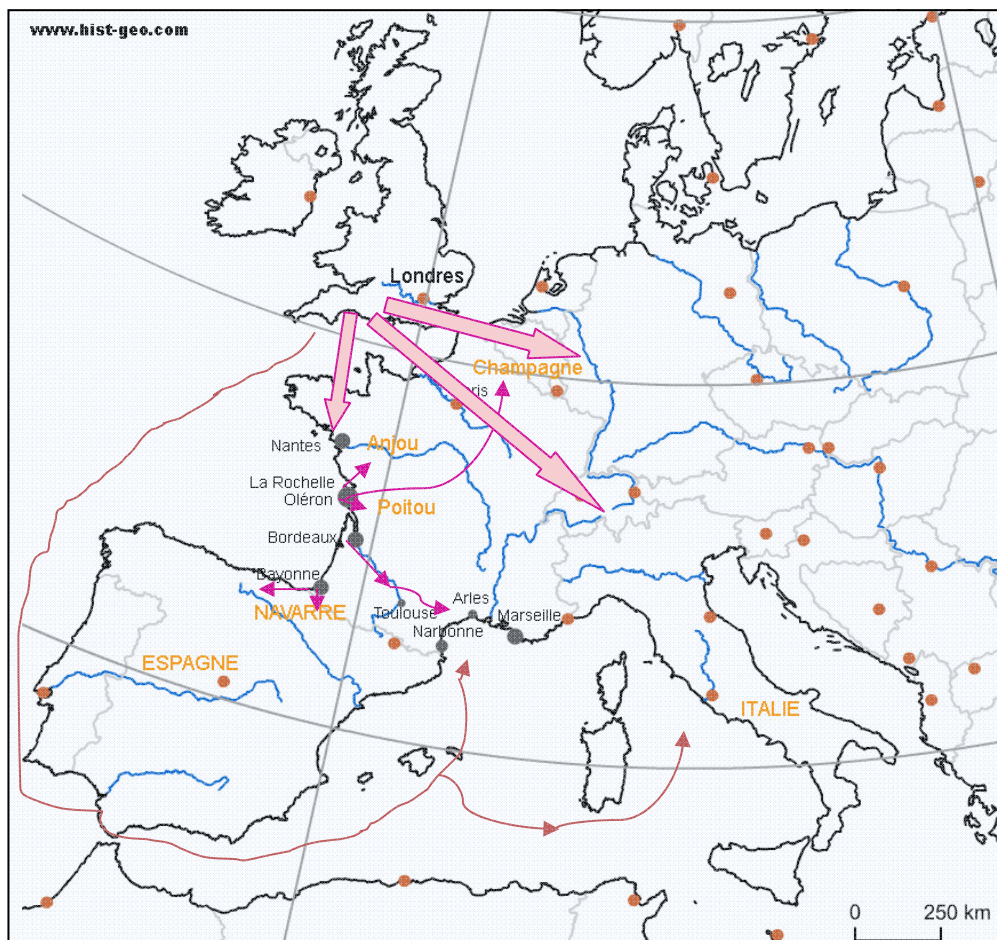 www.hist-geo.com
Londres
Champagne
Nantes
Anjou
La Rochelle
Oléron
Poitou
Bordeaux
Bayonne
NAVARRE
Toulouse
Arles
Narbonne
Marseille
ESPAGNE
ITALIE
0 250 km